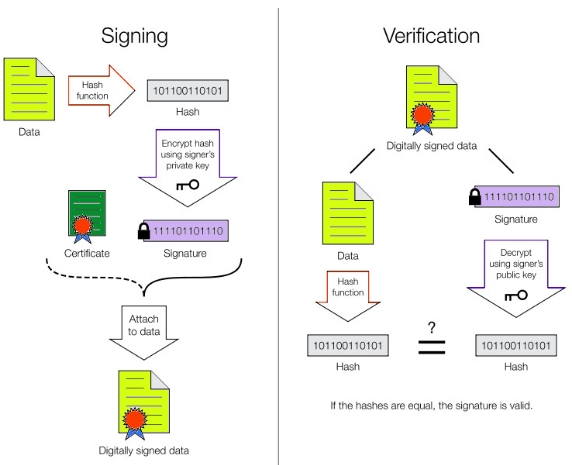 Signing
Hash
function
101100110101
Hash
Data
Encrypt hash
using signer's
private key
Certificate
111101101110
Signature
Attach
to data
Digitally signed data
Verification
Digitally signed data
111101101110
Signature
Data
Hash
function
Decrypt
using signer's
public key
?
101100110101
=
101100110101
Hash
Hash
If the hashes are equal, the signature is valid.